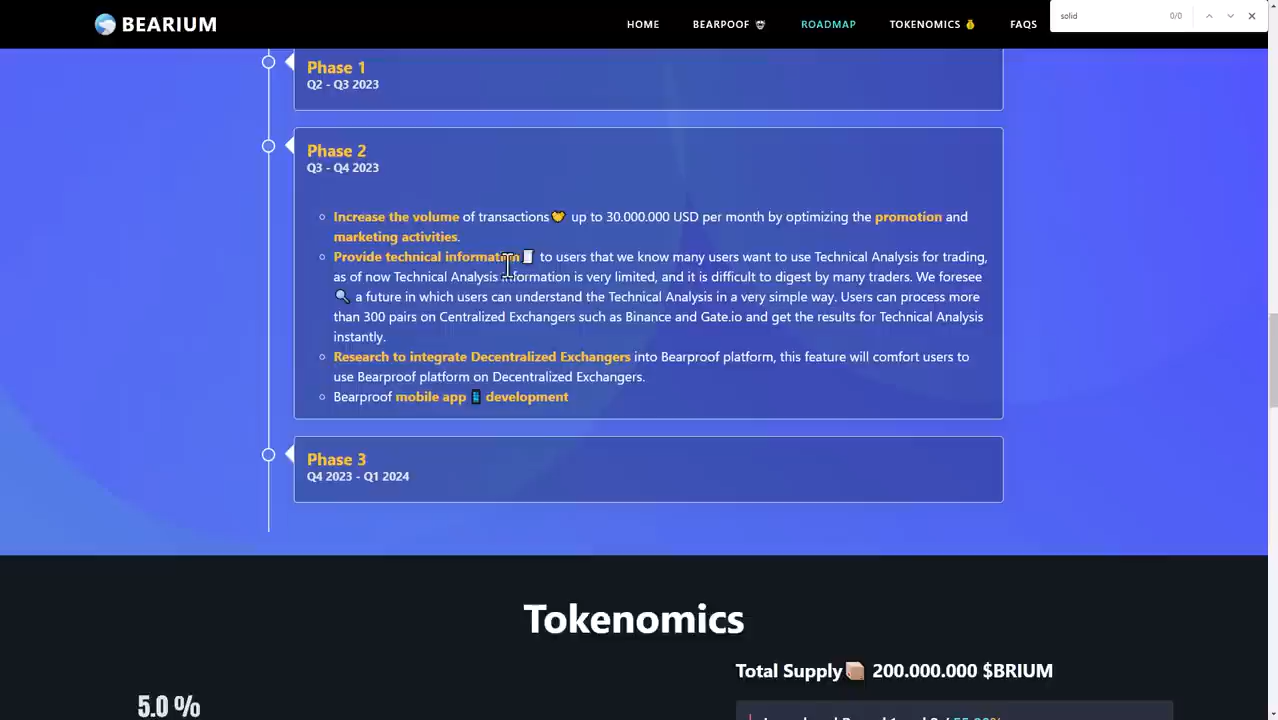 BEARIUM
HOME
BEARPOOF
ROADMAP
TOKENOMICS
FAQS
solid
0/0
Phase 1
Q2 - Q3 2023
Phase 2
Q3 - Q4 2023
Increase the volume of transactions up to 30.000.000 USD per month by optimizing the promotion and
marketing activities.
Provide technical information to users that we know many users want to use Technical Analysis for trading,
as of now Technical Analysis information is very limited, and it is difficult to digest by many traders. We foresee
a future in which users can understand the Technical Analysis in a very simple way. Users can process more
than 300 pairs on Centralized Exchangers such as Binance and Gate.io and get the results for Technical Analysis
instantly.
Research to integrate Decentralized Exchangers into Bearproof platform, this feature will comfort users to
use Bearproof platform on Decentralized Exchangers.
Bearproof mobile app development
Phase 3
Q4 2023 - Q1 2024
Tokenomics
Total Supply 200.000.000 $BRIUM
5.0 %